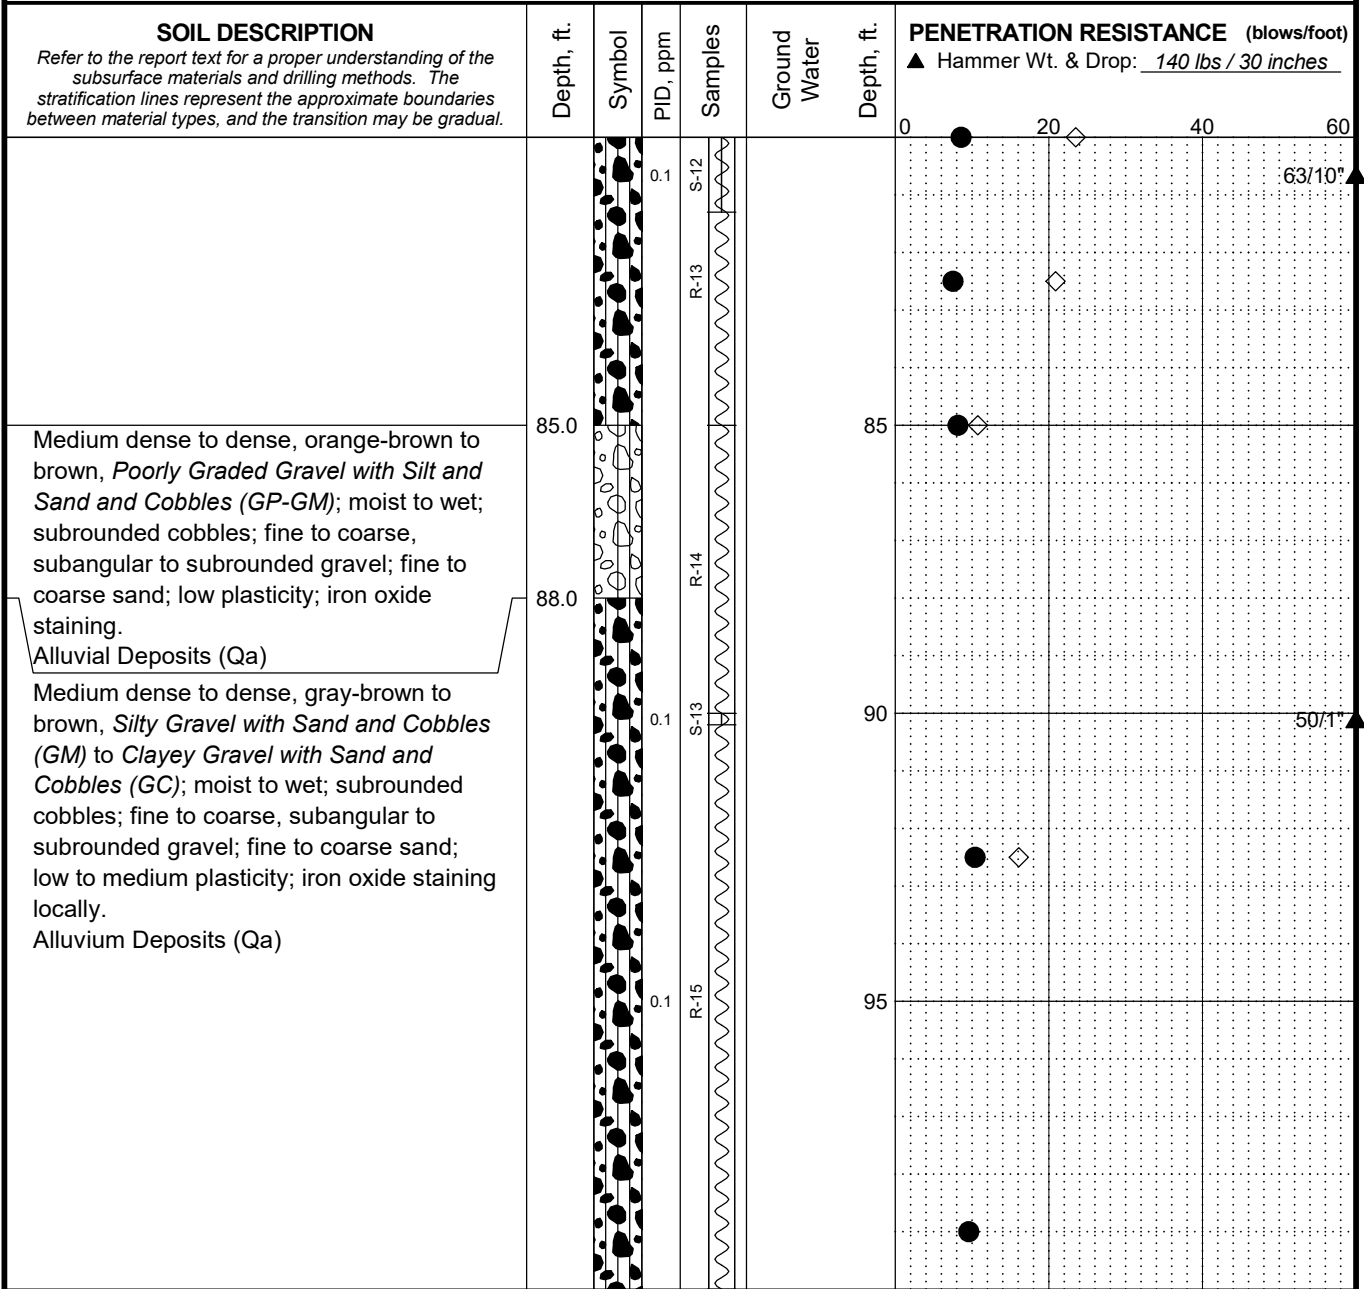 SOIL DESCRIPTION
Refer to the report text for a proper understanding of the
subsurface materials and drilling methods. The
stratification lines represent the approximate boundaries
between material types, and the transition may be gradual.
Depth, ft.
Symbol
PID, ppm
Samples
Ground
Water
Depth, ft.
PENETRATION RESISTANCE (blows/foot)
▲ Hammer Wt. & Drop: 140 lbs / 30 inches
0 20 40 60
0.1 S-12
63/10"
R-13
85.0
85
Medium dense to dense, orange-brown to
brown, Poorly Graded Gravel with Silt and
Sand and Cobbles (GP-GM); moist to wet;
subrounded cobbles; fine to coarse,
subangular to subrounded gravel; fine to
coarse sand; low plasticity; iron oxide
staining.
Alluvial Deposits (Qa)
R-14
88.0
Medium dense to dense, gray-brown to
brown, Silty Gravel with Sand and Cobbles
(GM) to Clayey Gravel with Sand and
Cobbles (GC); moist to wet; subrounded
cobbles; fine to coarse, subangular to
subrounded gravel; fine to coarse sand;
low to medium plasticity; iron oxide staining
locally.
Alluvium Deposits (Qa)
0.1 S-13
90
50/1"
0.1 R-15
95